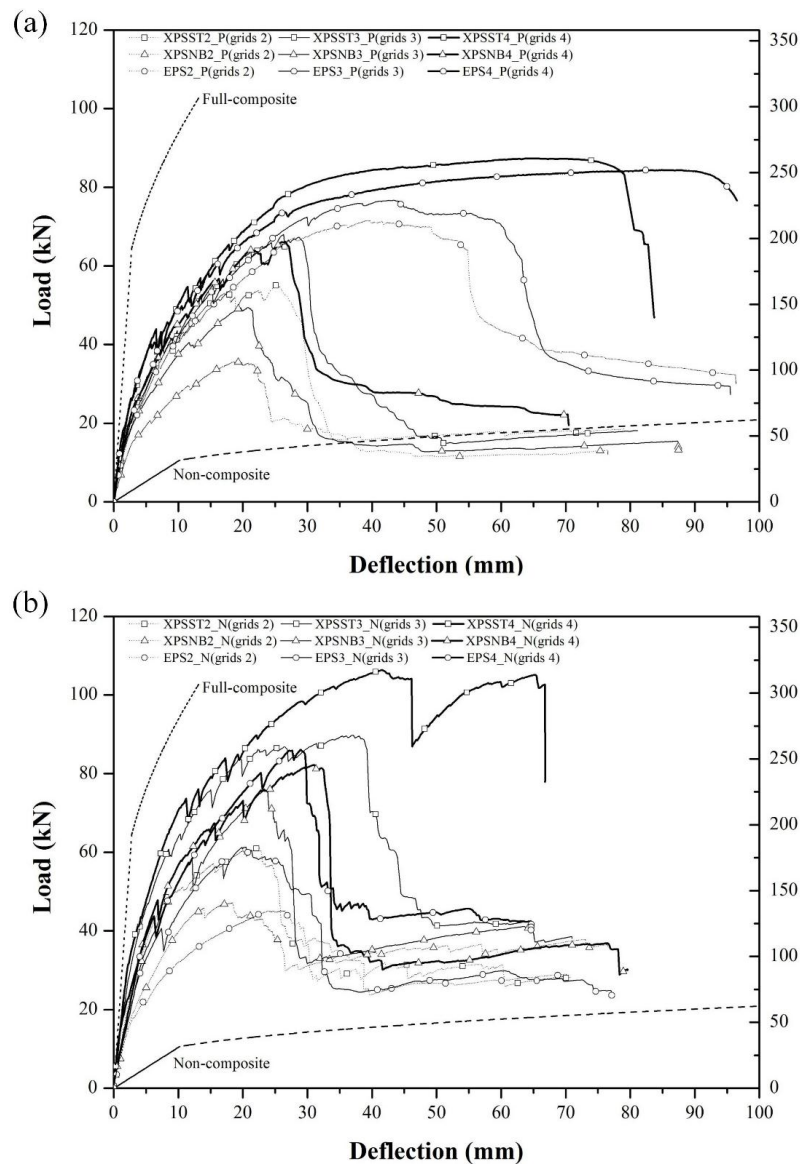 (a)
XPSST2_P(grids 2) XPSST3_P(grids 3) XPSST4_P(grids 4)
XPSNB2_P(grids 2) XPSNB3_P(grids 3) XPSNB4_P(grids 4)
EPS2_P(grids 2) EPS3_P(grids 3) EPS4_P(grids 4)
Full-composite
Non-composite
Load (kN)
120
100
80
60
40
20
0
350
300
250
200
150
100
50
0
0 10 20 30 40 50 60 70 80 90 100
Deflection (mm)
(b)
XPSST2_N(grids 2) XPSST3_N(grids 3) XPSST4_N(grids 4)
XPSNB2_N(grids 2) XPSNB3_N(grids 3) XPSNB4_N(grids 4)
EPS2_N(grids 2) EPS3_N(grids 3) EPS4_N(grids 4)
Full-composite
Non-composite
Load (kN)
120
100
80
60
40
20
0
350
300
250
200
150
100
50
0
0 10 20 30 40 50 60 70 80 90 100
Deflection (mm)